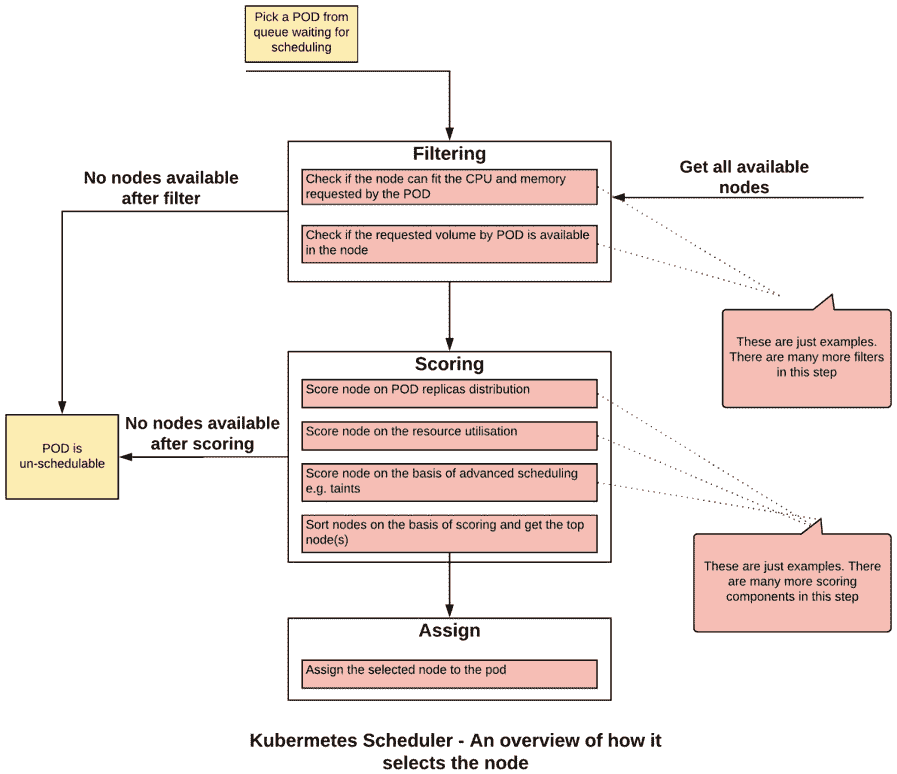 Pick a POD from
queue waiting for
scheduling
Filtering
Check if the node can fit the CPU and memory
requested by the POD
Check if the requested volume by POD is available
in the node
Get all available
nodes
No nodes available
after filter
These are just examples.
There are many more filters
in this step
Scoring
Score node on POD replicas distribution
Score node on the resource utilisation
Score node on the basis of advanced scheduling
e.g. taints
Sort nodes on the basis of scoring and get the top
node(s)
No nodes available
after scoring
POD is
un-schedulable
These are just examples. There
are many more scoring
components in this step
Assign
Assign the selected node to the pod
Kubernetes Scheduler - An overview of how it
selects the node